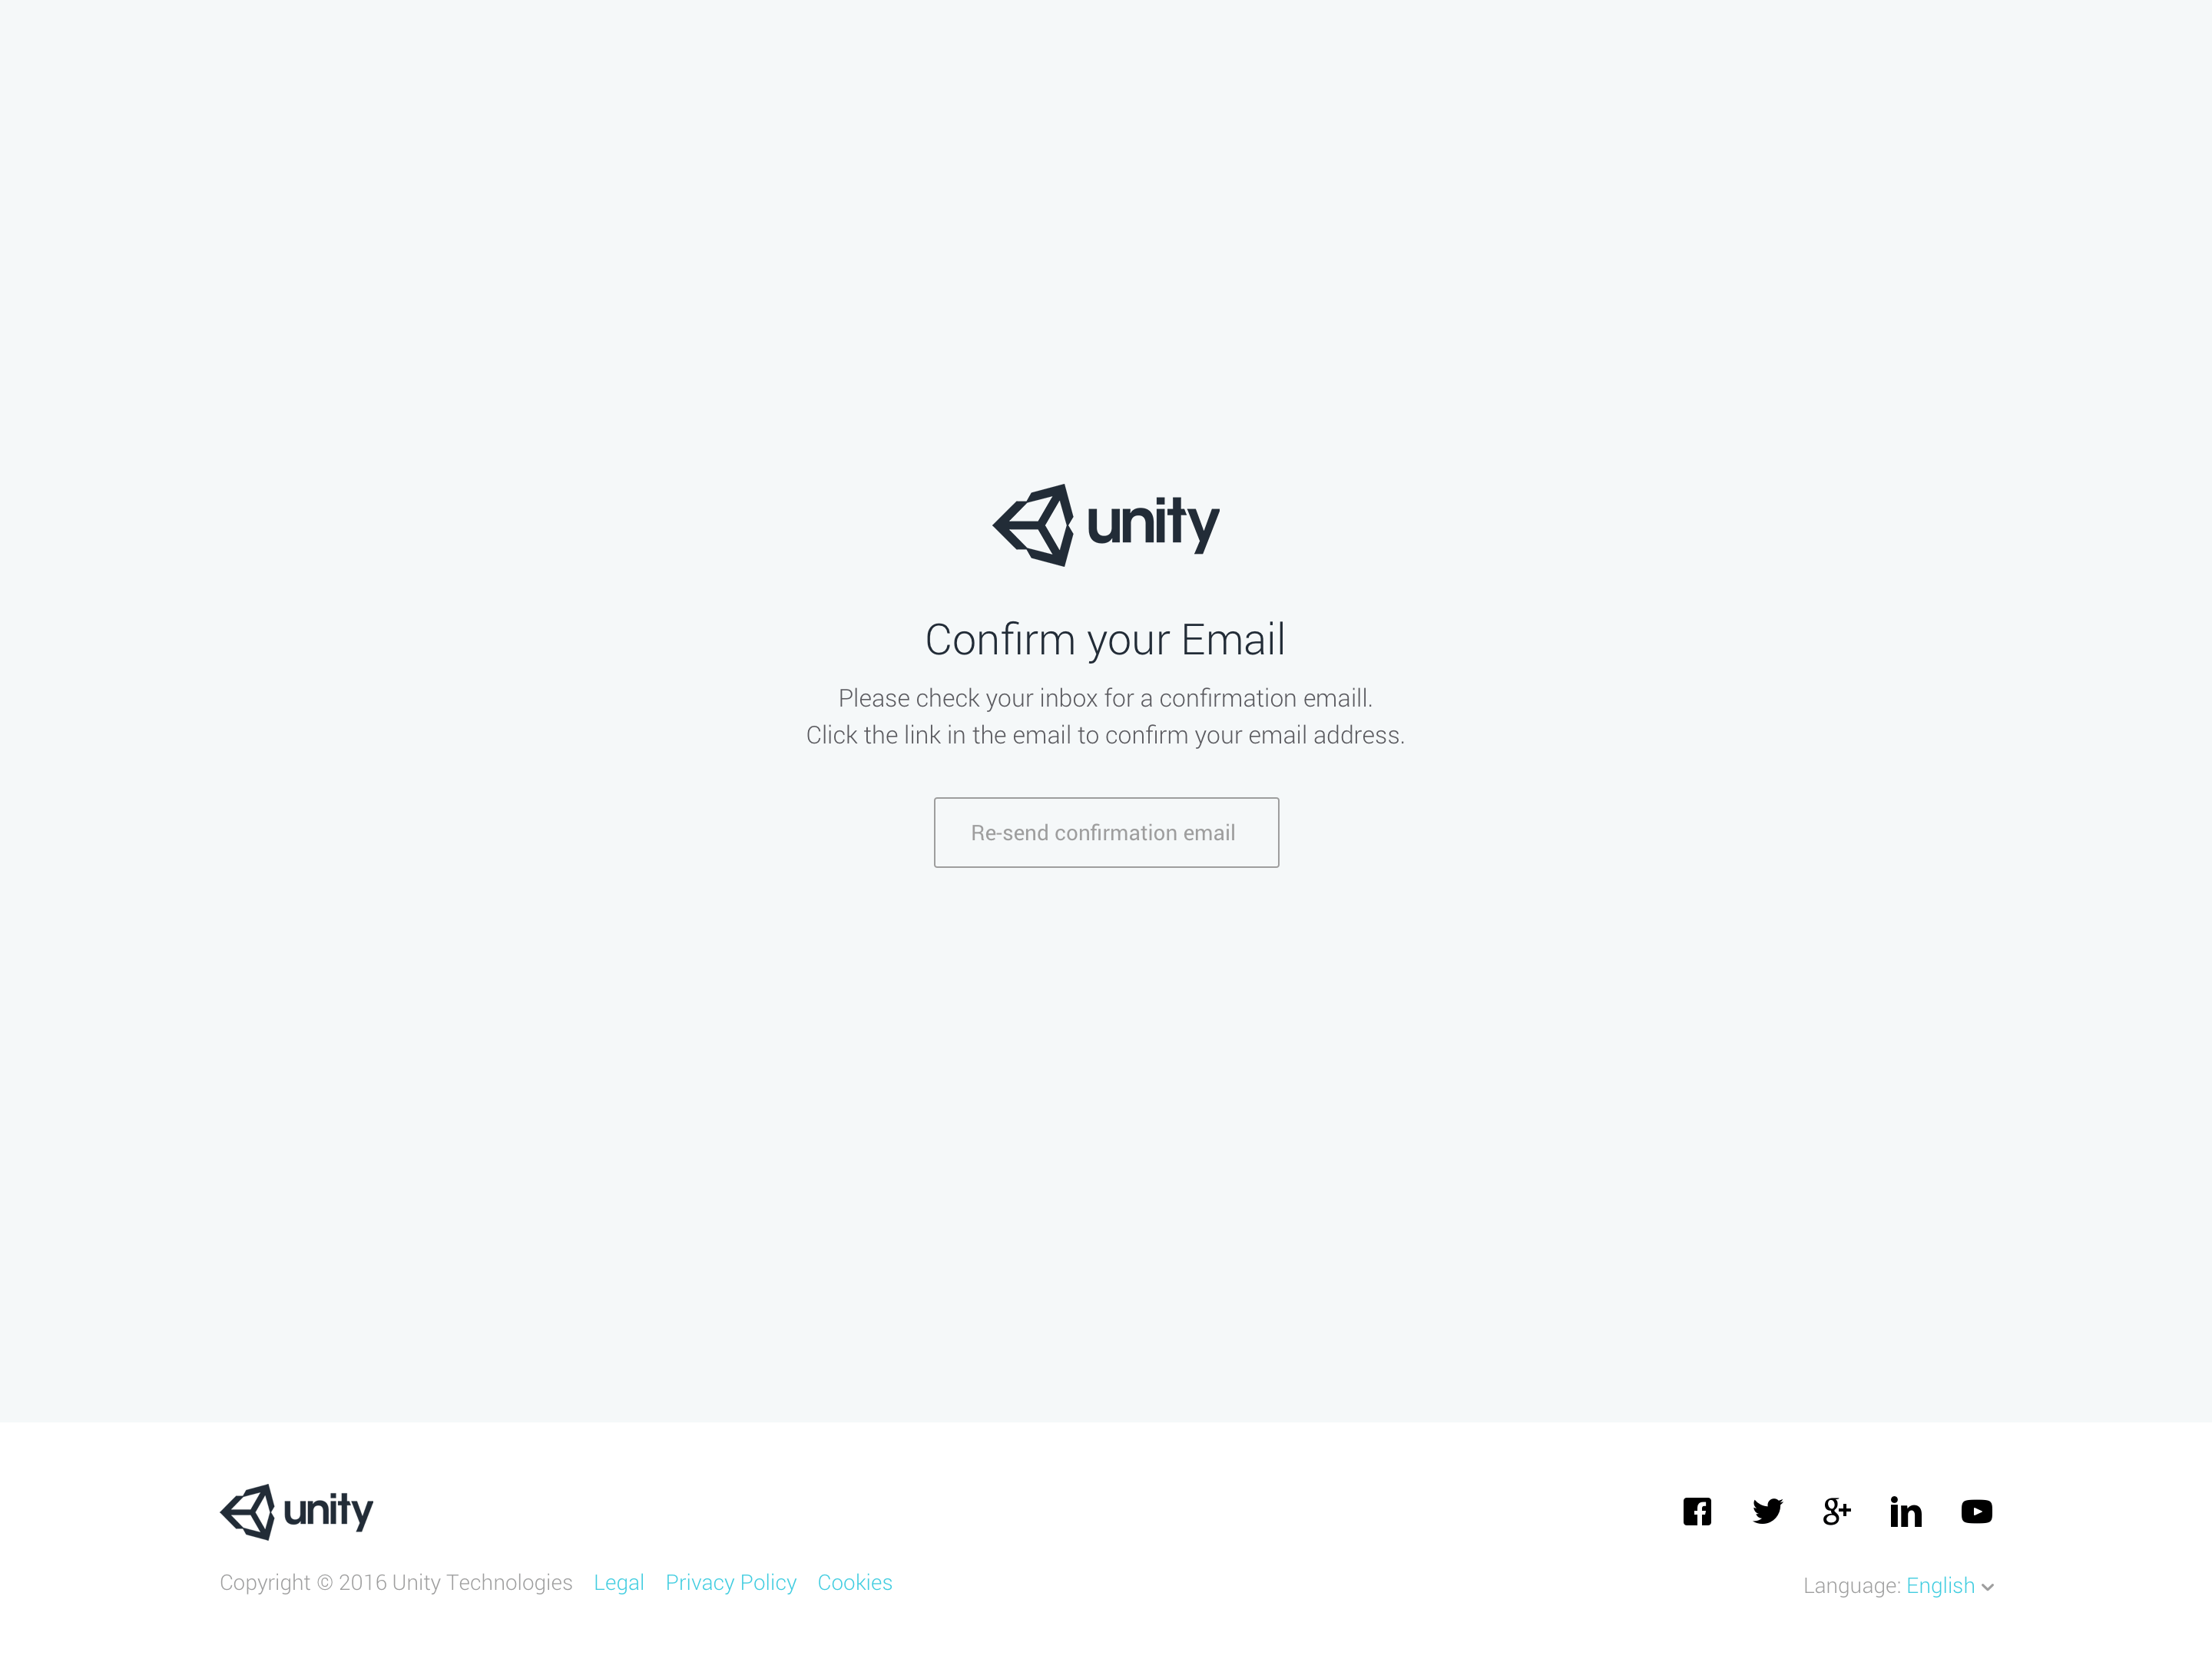 unity
Confirm your Email
Please check your inbox for a confirmation emaill.
Click the link in the email to confirm your email address.
Re-send confirmation email
unity
Copyright © 2016 Unity Technologies Legal Privacy Policy Cookies
Language: English